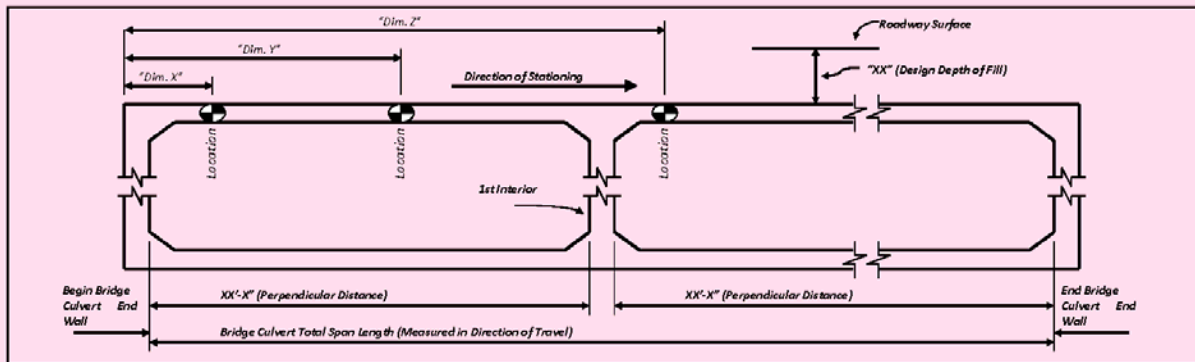 "Dim. Z"
Roadway Surface
"Dim. Y"
"XX" (Design Depth of Fill)
"Dim. X"
Direction of Stationing
Location
Location
Location
1st Interior
Begin Bridge
Culvert End
Wall
XX'-X" (Perpendicular Distance)
XX'-X" (Perpendicular Distance)
End Bridge
Culvert End
Wall
Bridge Culvert Total Span Length (Measured in Direction of Travel)